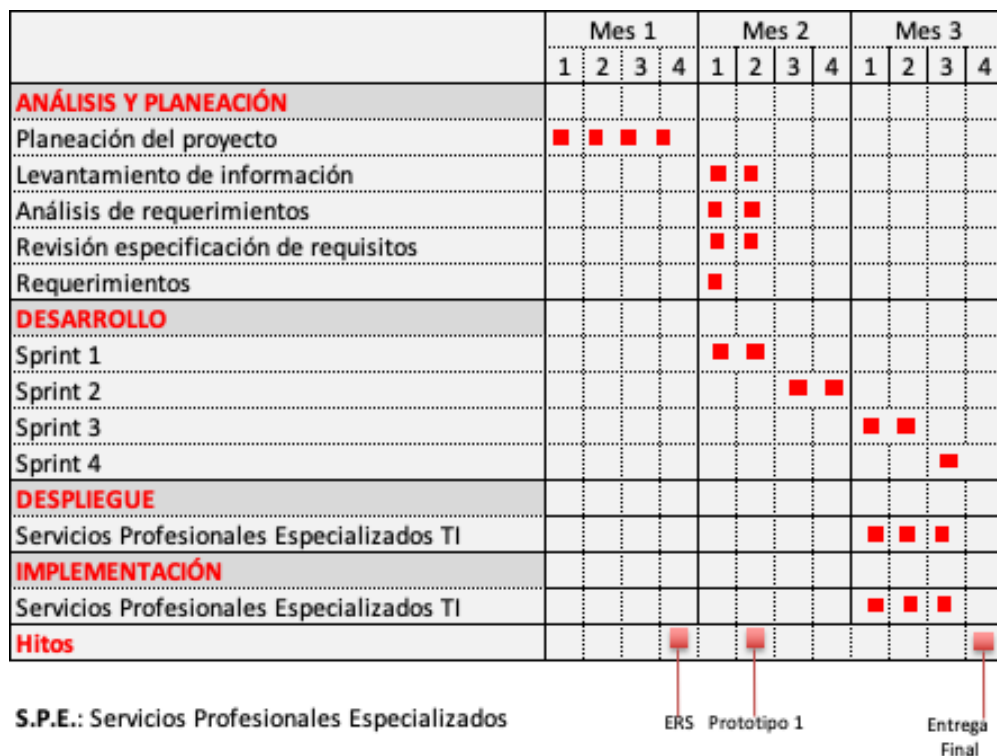 Mes 1 Mes 2 Mes 3
1 2 3 4 1 2 3 4 1 2 3 4
ANÁLISIS Y PLANEACIÓN
Planeación del proyecto
Levantamiento de información
Análisis de requerimientos
Revisión especificación de requisitos
Requerimientos
DESARROLLO
Sprint 1
Sprint 2
Sprint 3
Sprint 4
DESPLIEGUE
Servicios Profesionales Especializados TI
IMPLEMENTACIÓN
Servicios Profesionales Especializados TI
Hitos
S.P.E.: Servicios Profesionales Especializados
ERS Prototipo 1
Entrega
Final